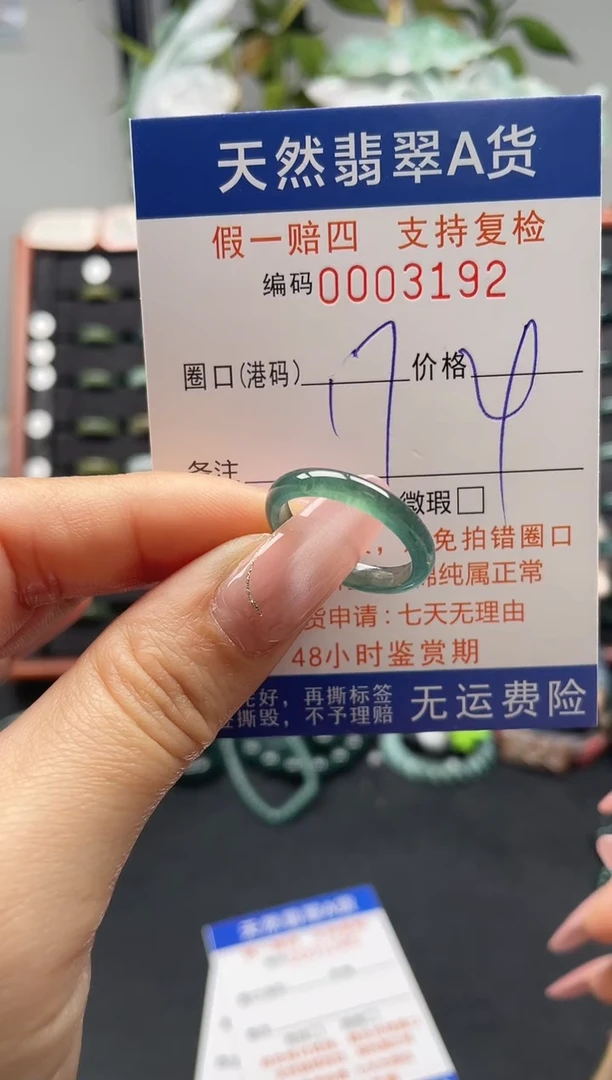 天然翡翠A货
假一赔四 支持复检
编码0003192
圈口(港码) 17 价格
备注
微瑕□
，免拍错圈口
纯属正常
货申请：七天无理由
48小时鉴赏期
好，再撕标签
撕毁，不予理赔
无运费险